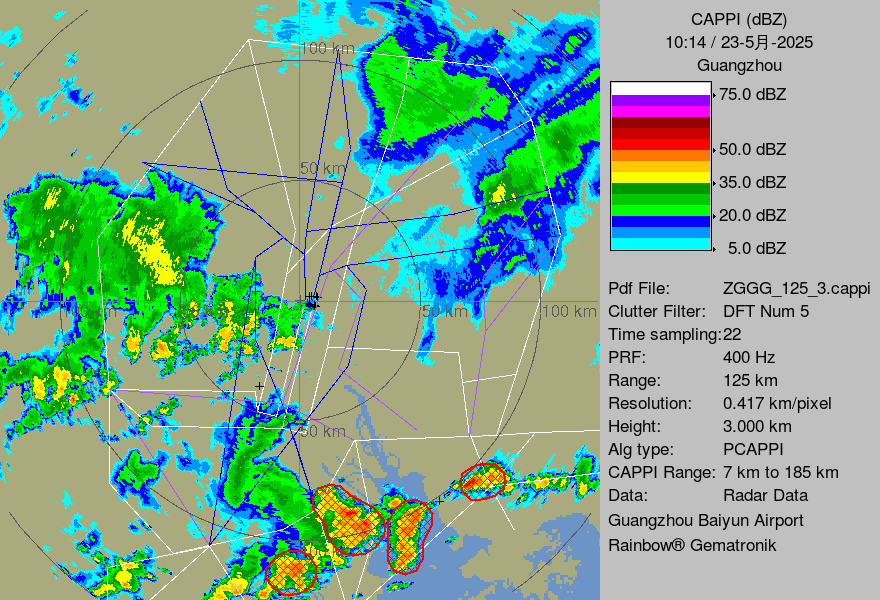 CAPPI (dBZ)
10:14 / 23-5月-2025
Guangzhou
75.0 dBZ
50.0 dBZ
35.0 dBZ
20.0 dBZ
5.0 dBZ
Pdf File: ZGGG_125_3.cappi
Clutter Filter: DFT Num 5
Time sampling:22
PRF: 400 Hz
Range: 125 km
Resolution: 0.417 km/pixel
Height: 3.000 km
Alg type: PCAPPI
CAPPI Range: 7 km to 185 km
Data: Radar Data
Guangzhou Baiyun Airport
Rainbow® Gematronik
100 km
50 km
50 km
100 km
50 km